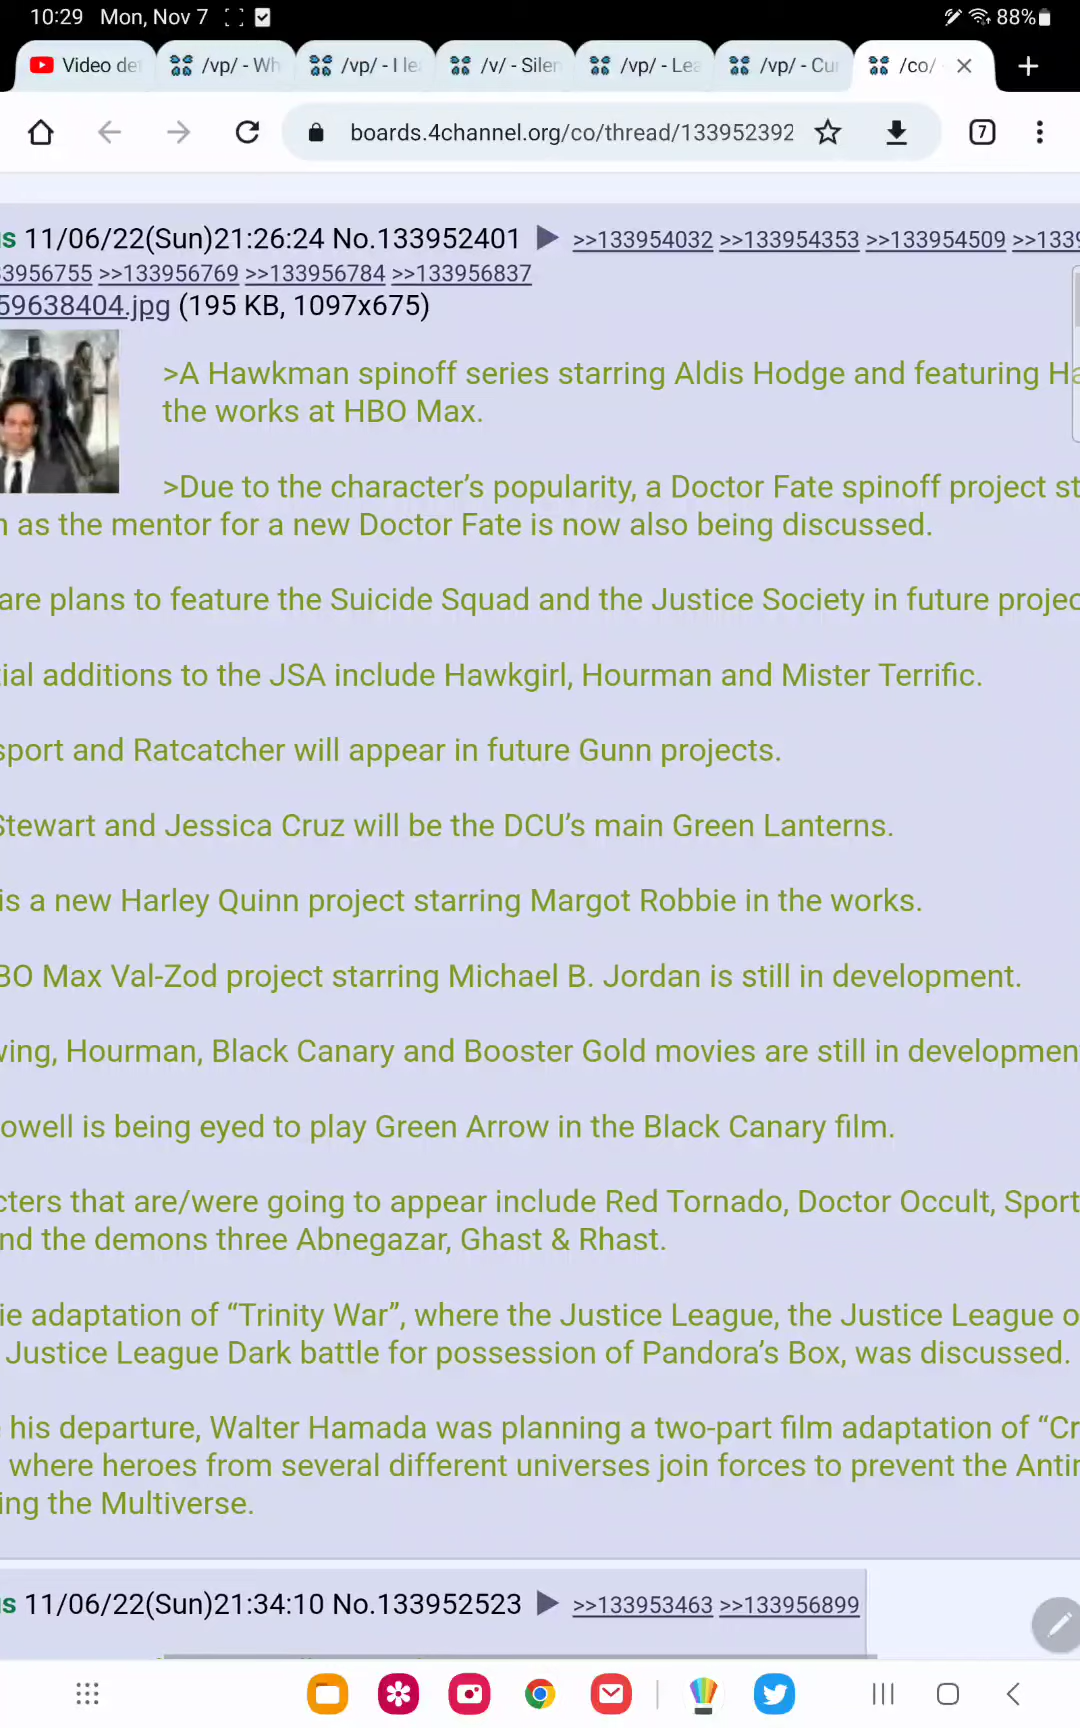 10:29 Mon, Nov 7 88%
Video de /vp/ - Wh /vp/ - I le /v/ - Silen /vp/ - Lea /vp/ - Cur /co/
boards.4channel.org/co/thread/133952392 7
s 11/06/22(Sun)21:26:24 No.133952401 ▶ >>133954032 >>133954353 >>133954509 >>1339
3956755 >>133956769 >>133956784 >>133956837
59638404.jpg (195 KB, 1097x675)
>A Hawkman spinoff series starring Aldis Hodge and featuring Ha
the works at HBO Max.
>Due to the character’s popularity, a Doctor Fate spinoff project st
n as the mentor for a new Doctor Fate is now also being discussed.
are plans to feature the Suicide Squad and the Justice Society in future projec
ial additions to the JSA include Hawkgirl, Hourman and Mister Terrific.
sport and Ratcatcher will appear in future Gunn projects.
Stewart and Jessica Cruz will be the DCU’s main Green Lanterns.
is a new Harley Quinn project starring Margot Robbie in the works.
BO Max Val-Zod project starring Michael B. Jordan is still in development.
wing, Hourman, Black Canary and Booster Gold movies are still in developmen
owell is being eyed to play Green Arrow in the Black Canary film.
cters that are/were going to appear include Red Tornado, Doctor Occult, Sport
nd the demons three Abnegazar, Ghast & Rhast.
ie adaptation of “Trinity War”, where the Justice League, the Justice League o
Justice League Dark battle for possession of Pandora’s Box, was discussed.
his departure, Walter Hamada was planning a two-part film adaptation of “Cr
where heroes from several different universes join forces to prevent the Antin
ing the Multiverse.
s 11/06/22(Sun)21:34:10 No.133952523 ▶ >>133953463 >>133956899